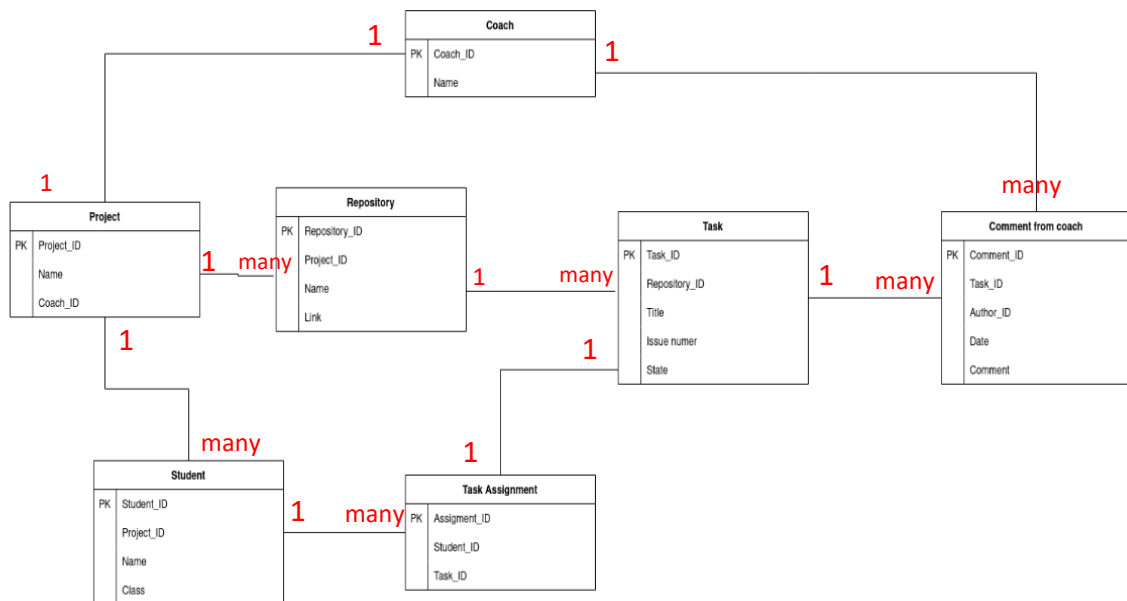 Coach
1
PK Coach_ID
1
Name
1
many
Project
PK Project_ID
Name
Coach_ID
Repository
PK Repository_ID
Project_ID
Name
Link
1 many
1
many
Task
PK Task_ID
Repository_ID
Title
Issue numer
State
1
many
Comment from coach
PK Comment_ID
Task_ID
Author_ID
Date
Comment
1
1
many
1
Student
PK Student_ID
Project_ID
Name
Class
1
many
Task Assignment
PK Assigment_ID
Student_ID
Task_ID